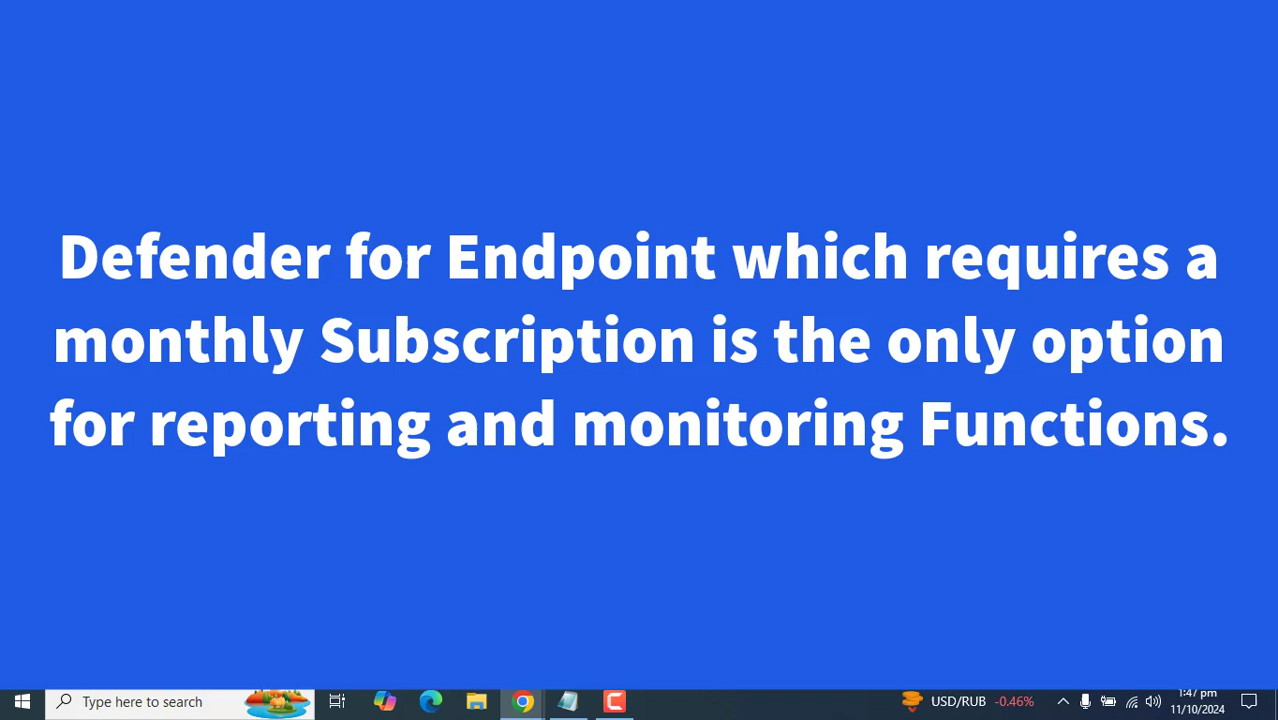 Defender for Endpoint which requires a
monthly Subscription is the only option
for reporting and monitoring Functions.
Type here to search
USD/RUB -0.46%
1:47 pm
11/10/2024